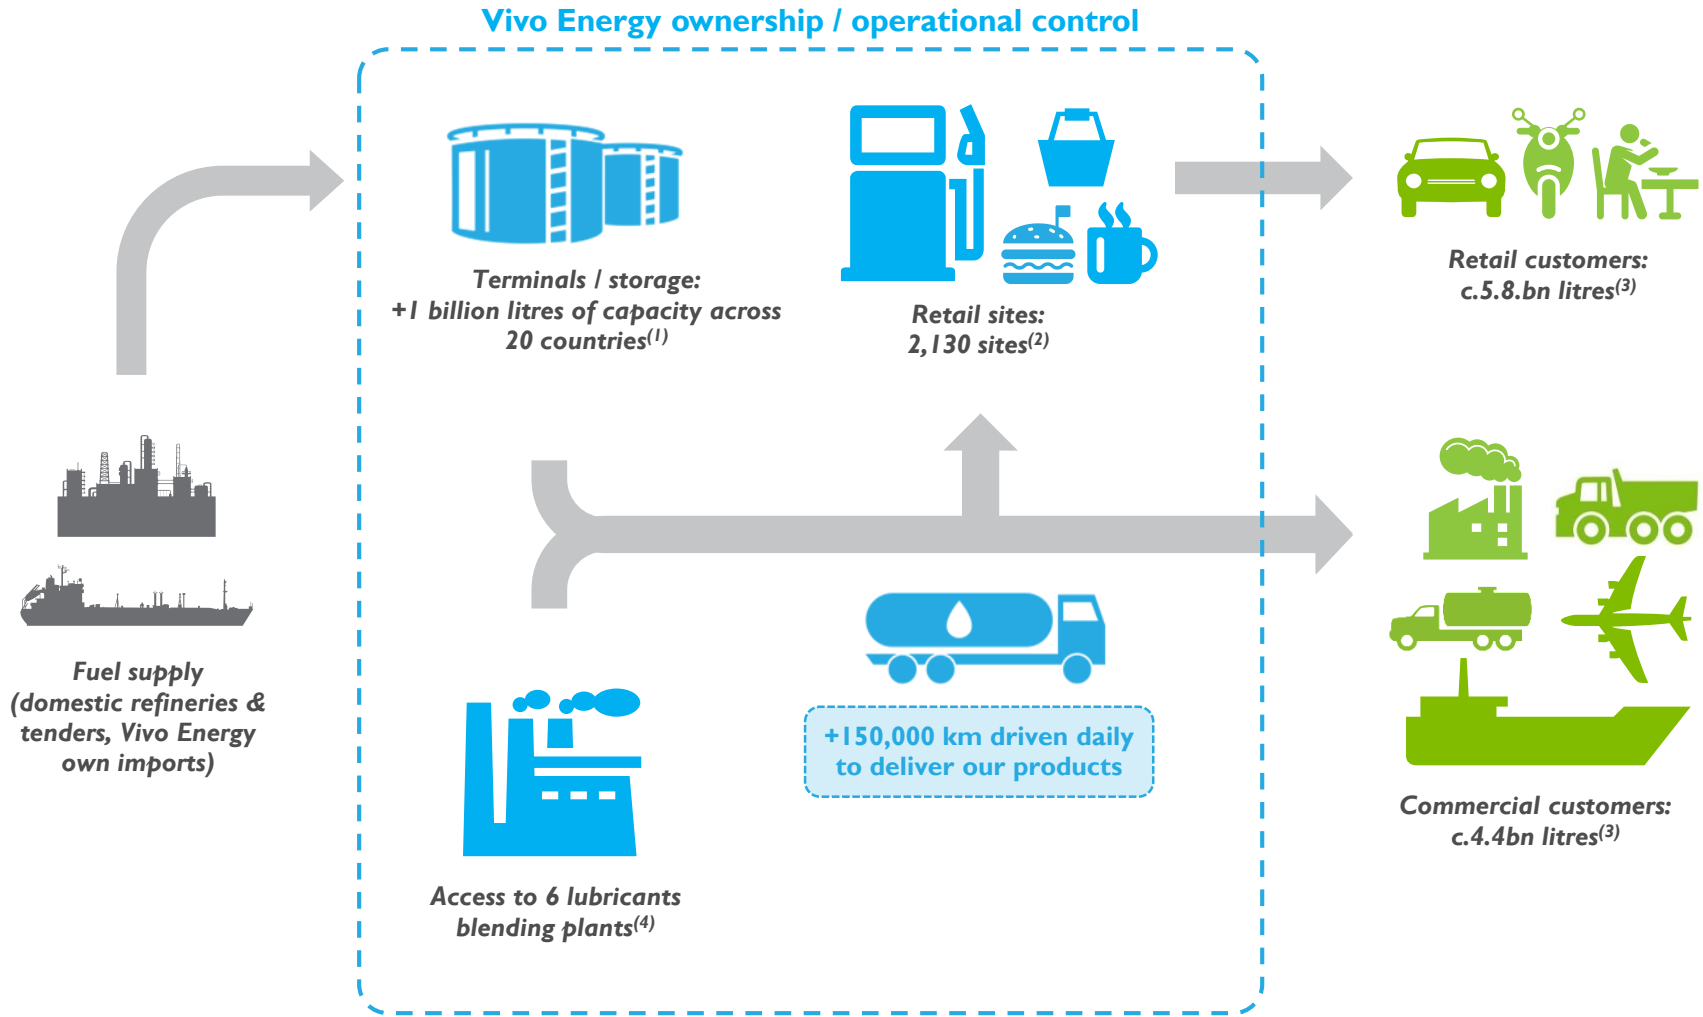 Vivo Energy ownership / operational control
Terminals / storage:
+1 billion litres of capacity across
20 countries(1)
Retail sites:
2,130 sites(2)
Retail customers:
c.5.8.bn litres(3)
Fuel supply
(domestic refineries &
tenders, Vivo Energy
own imports)
+150,000 km driven daily
to deliver our products
Commercial customers:
c.4.4bn litres(3)
Access to 6 lubricants
blending plants(4)